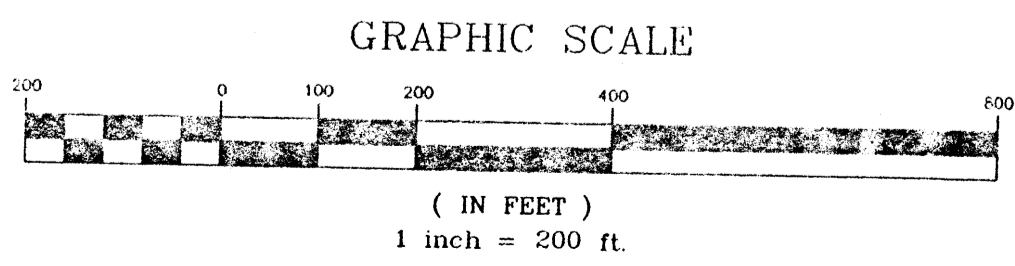 GRAPHIC SCALE
200 0 100 200 400 800
( IN FEET )
1 inch = 200 ft.